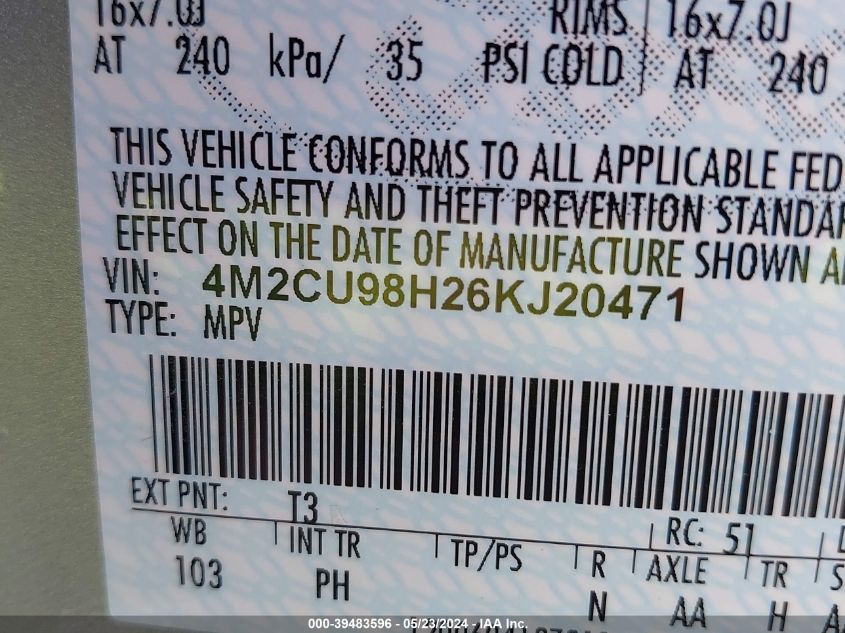 16x7.0J RIMS 16x7.0J
AT 240 kPa/ 35 PSI COLD AT 240
THIS VEHICLE CONFORMS TO ALL APPLICABLE FED
VEHICLE SAFETY AND THEFT PREVENTION STANDAR
EFFECT ON THE DATE OF MANUFACTURE SHOWN A
VIN: 4M2CU98H26KJ20471
TYPE: MPV
EXT PNT: T3 RC: 51
WB INT TR TP/PS R AXLE TR S
103 PH N AA H A
000-39483596 - 05/23/2024 - IAA Inc.